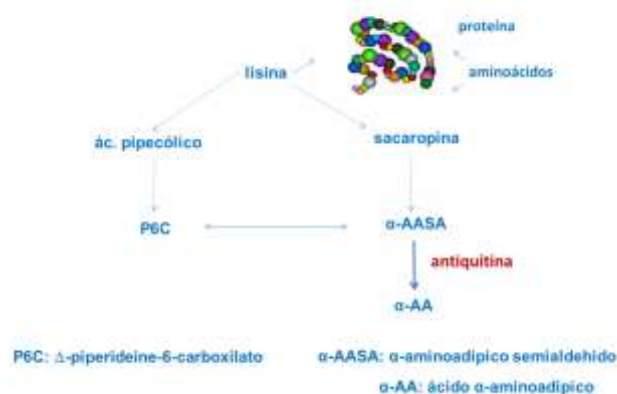 proteína
lisina
aminoácidos
ác. pipecólico
sacaropina
P6C
α-AASA
antiquitina
α-AA
P6C: Δ-piperideine-6-carboxilato
α-AASA: α-aminoadipico semialdehido
α-AA: ácido α-aminoadípico